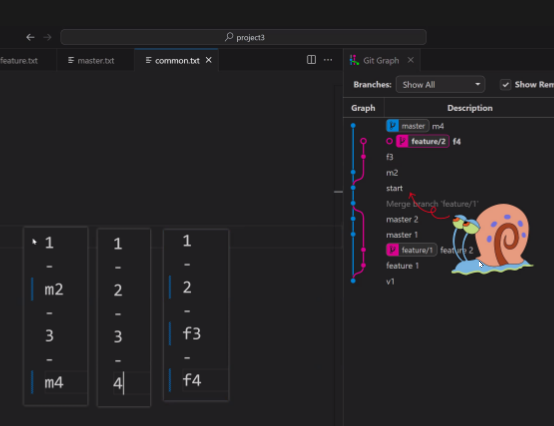 project3
feature.txt
master.txt
common.txt
Git Graph
Branches:
Show All
Show Rem
Graph
Description
master m4
feature/2 f4
f3
m2
start
Merge branch 'feature/1'
master 2
master 1
feature/1 feature 2
feature 1
v1
1
-
m2
-
3
-
m4
1
-
2
-
3
-
4
1
-
2
-
f3
-
f4